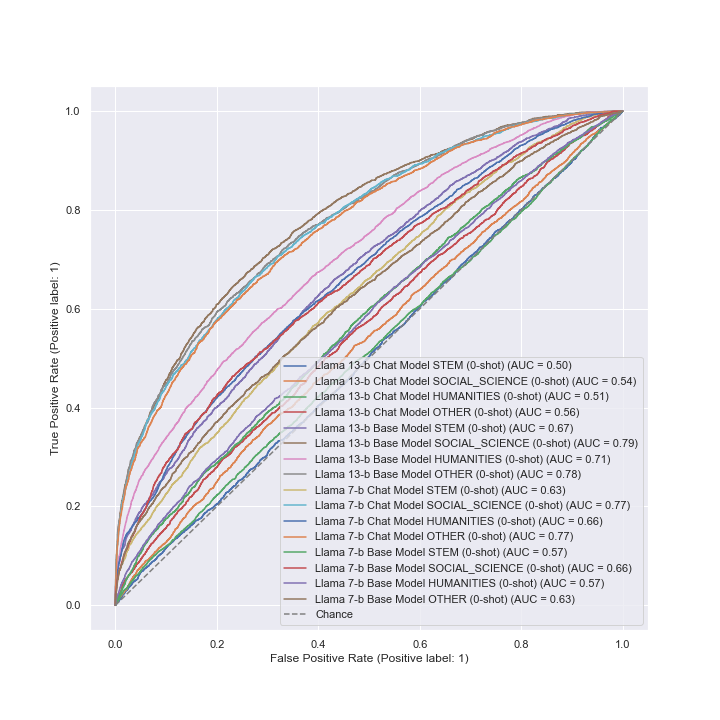 1.0
0.8
0.6
0.4
0.2
0.0
True Positive Rate (Positive label: 1)
Llama 13-b Chat Model STEM (0-shot) (AUC = 0.50)
Llama 13-b Chat Model SOCIAL_SCIENCE (0-shot) (AUC = 0.54)
Llama 13-b Chat Model HUMANITIES (0-shot) (AUC = 0.51)
Llama 13-b Chat Model OTHER (0-shot) (AUC = 0.56)
Llama 13-b Base Model STEM (0-shot) (AUC = 0.67)
Llama 13-b Base Model SOCIAL_SCIENCE (0-shot) (AUC = 0.79)
Llama 13-b Base Model HUMANITIES (0-shot) (AUC = 0.71)
Llama 13-b Base Model OTHER (0-shot) (AUC = 0.78)
Llama 7-b Chat Model STEM (0-shot) (AUC = 0.63)
Llama 7-b Chat Model SOCIAL_SCIENCE (0-shot) (AUC = 0.77)
Llama 7-b Chat Model HUMANITIES (0-shot) (AUC = 0.66)
Llama 7-b Chat Model OTHER (0-shot) (AUC = 0.77)
Llama 7-b Base Model STEM (0-shot) (AUC = 0.57)
Llama 7-b Base Model SOCIAL_SCIENCE (0-shot) (AUC = 0.66)
Llama 7-b Base Model HUMANITIES (0-shot) (AUC = 0.57)
Llama 7-b Base Model OTHER (0-shot) (AUC = 0.63)
Chance
0.0 0.2 0.4 0.6 0.8 1.0
False Positive Rate (Positive label: 1)